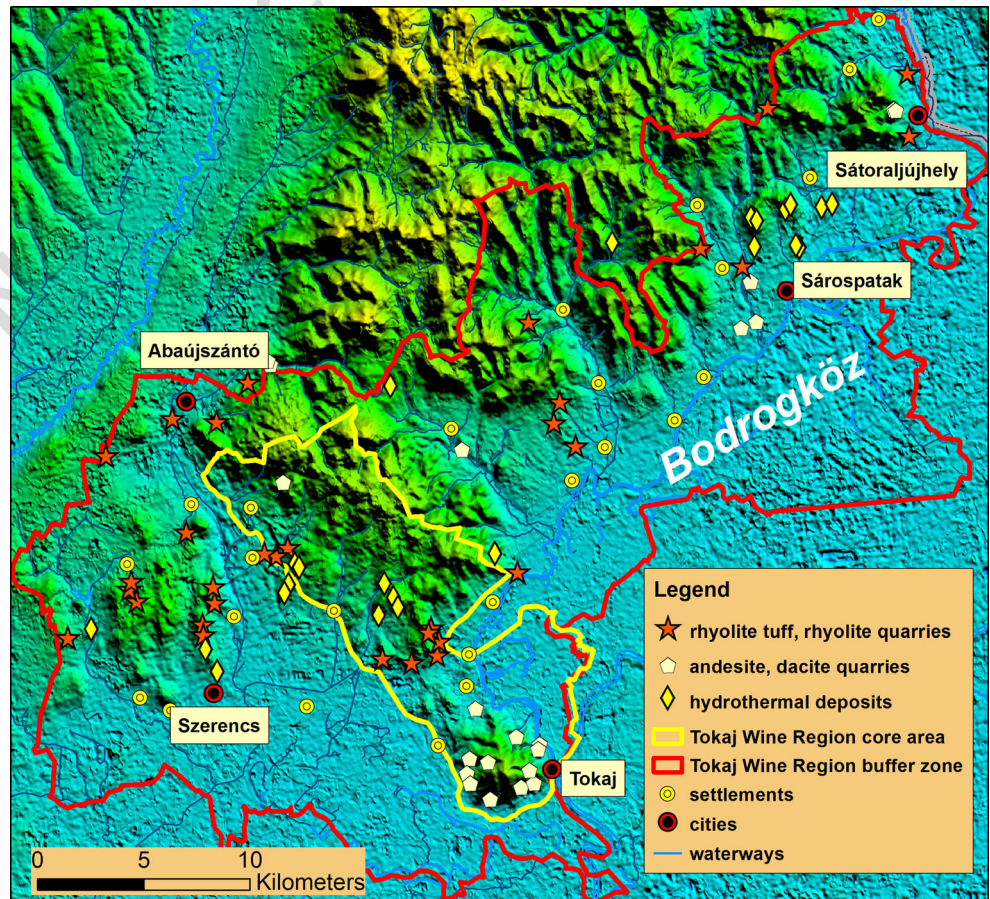 Sátoraljújhely
Sárospatak
Abaújszántó
Bodrogköz
Szerencs
Tokaj
Legend
rhyolite tuff, rhyolite quarries
andesite, dacite quarries
hydrothermal deposits
Tokaj Wine Region core area
Tokaj Wine Region buffer zone
settlements
cities
waterways
0 5 10
Kilometers